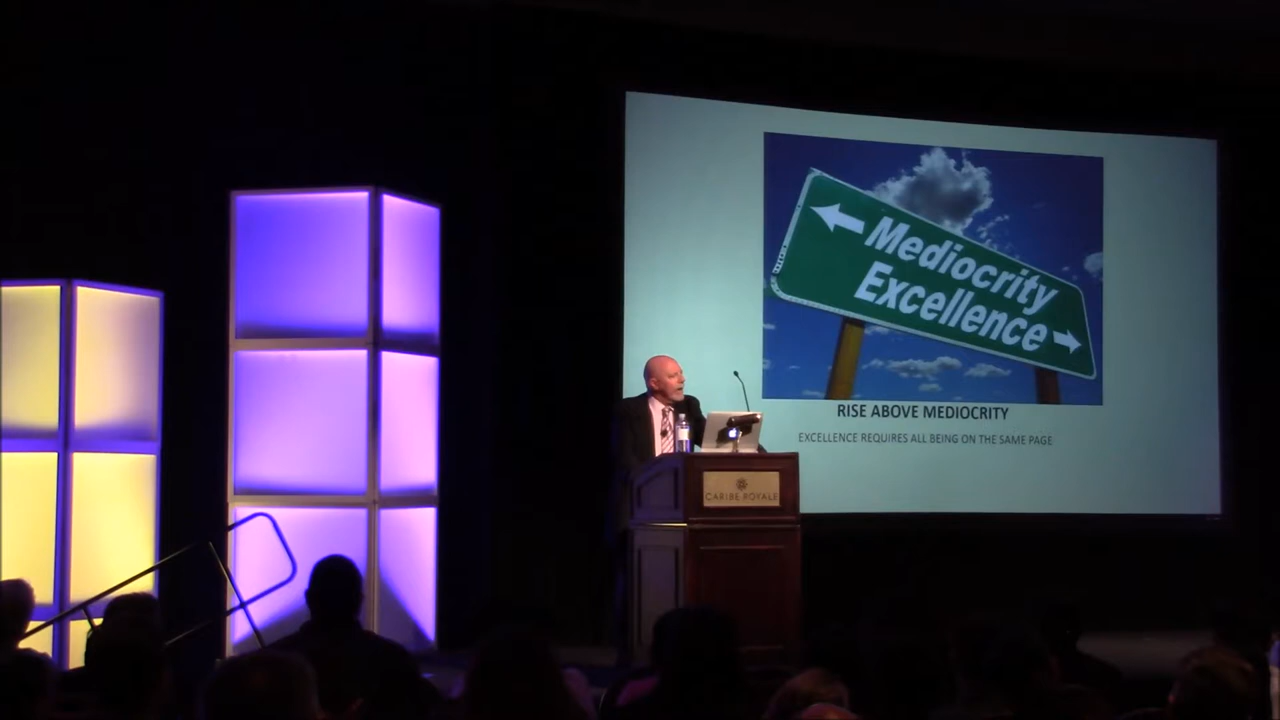 Mediocrity
Excellence
RISE ABOVE MEDIOCRITY
EXCELLENCE REQUIRES ALL BEING ON THE SAME PAGE
CARIBE ROYALE